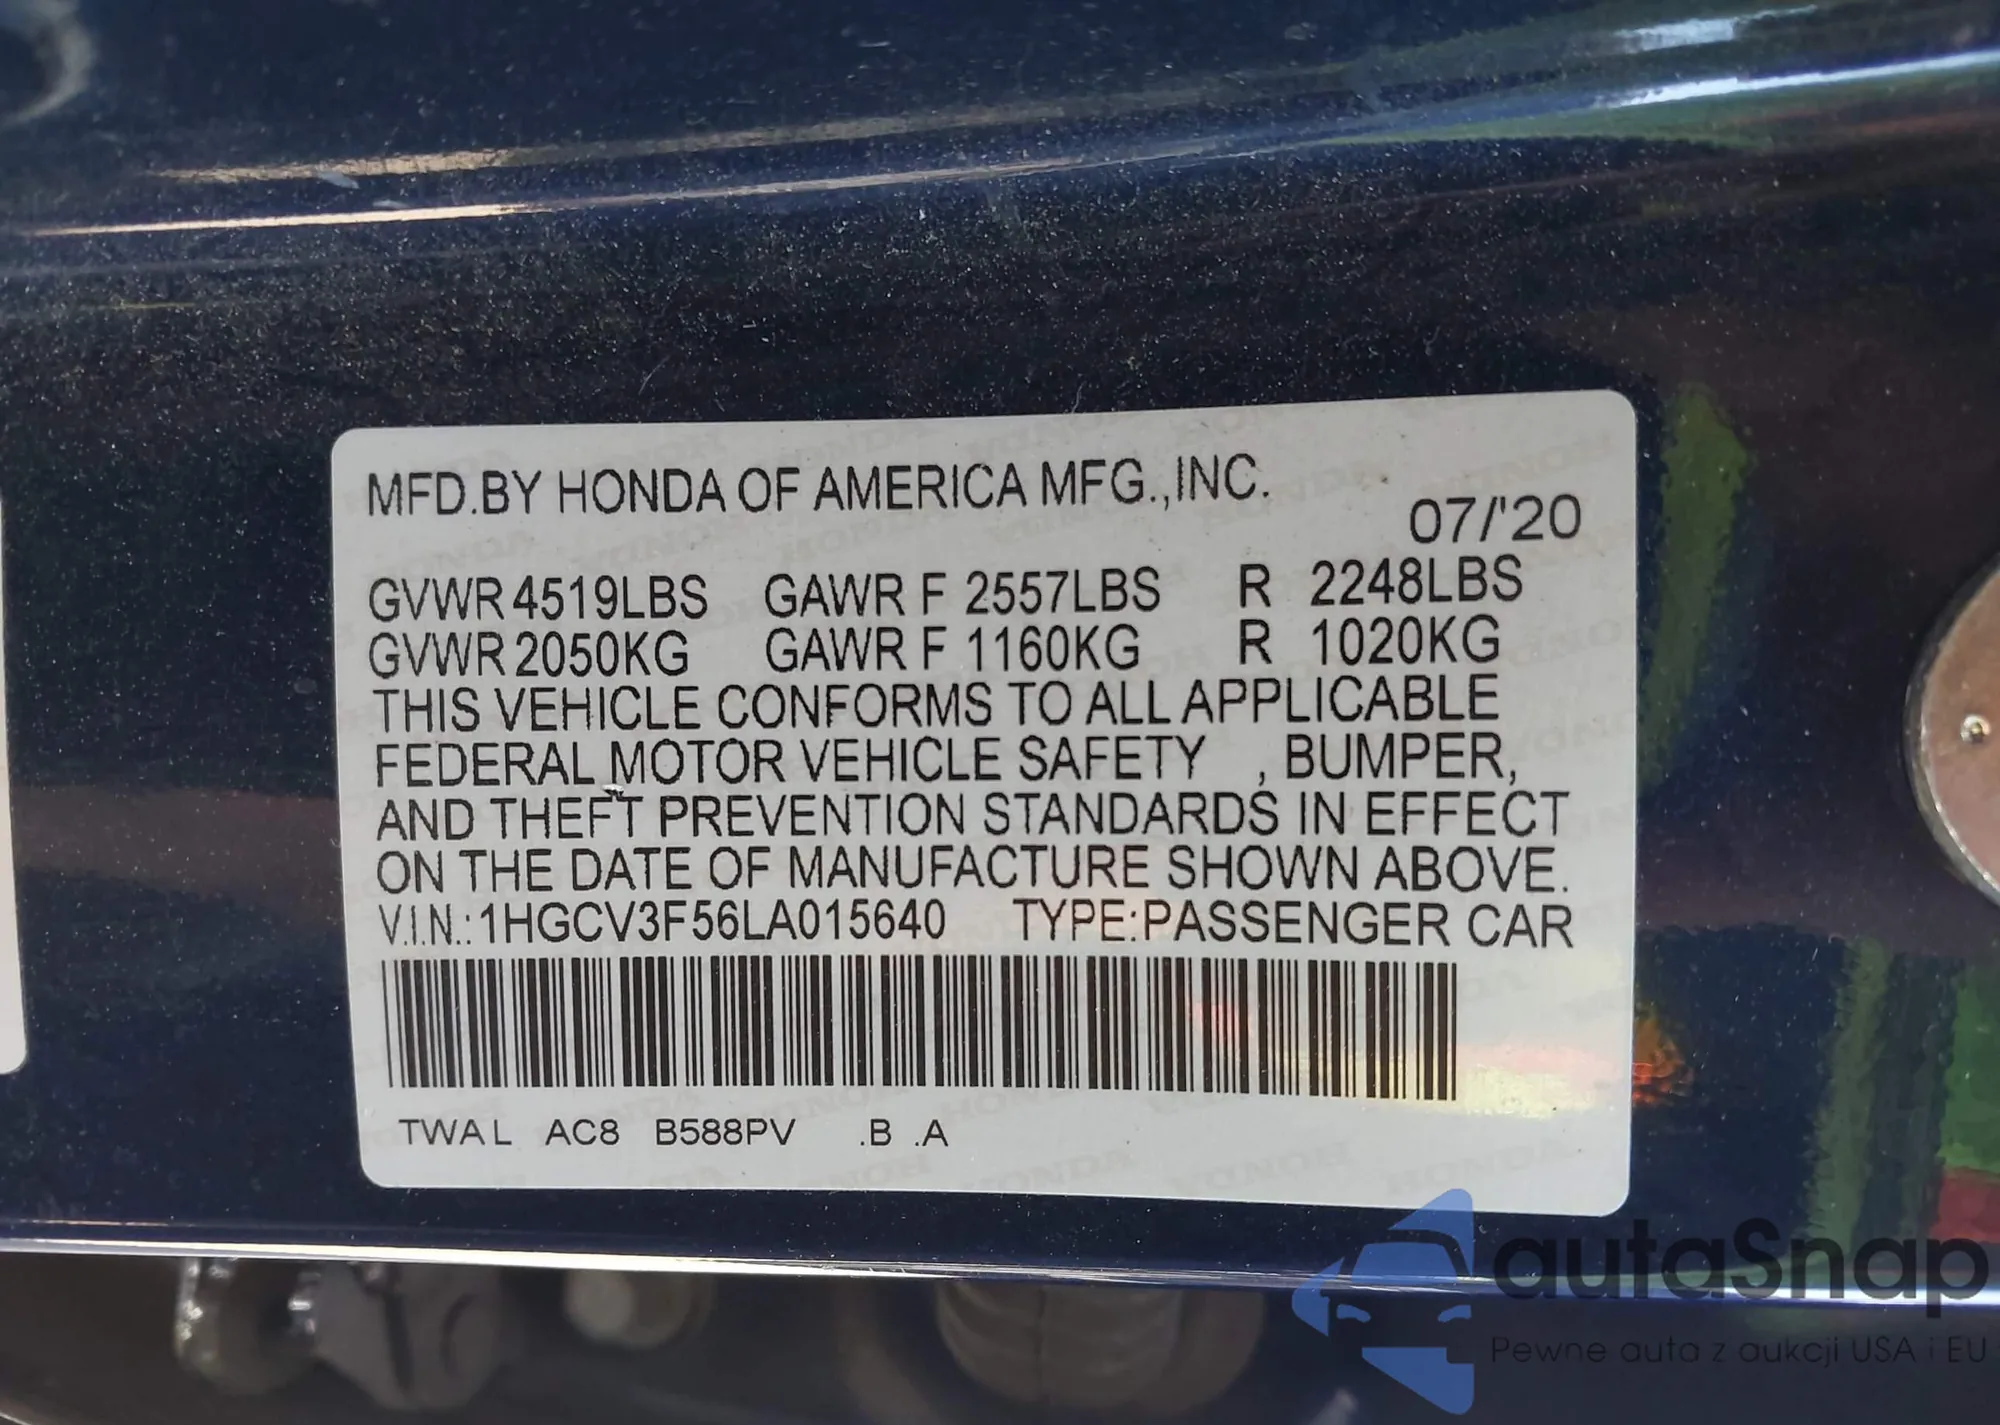 MFD.BY HONDA OF AMERICA MFG.,INC.
07/'20
GVWR 4519LBS GAWR F 2557LBS R 2248LBS
GVWR 2050KG GAWR F 1160KG R 1020KG
THIS VEHICLE CONFORMS TO ALL APPLICABLE
FEDERAL MOTOR VEHICLE SAFETY , BUMPER,
AND THEFT PREVENTION STANDARDS IN EFFECT
ON THE DATE OF MANUFACTURE SHOWN ABOVE.
V.I.N.: 1HGCV3F56LA015640 TYPE:PASSENGER CAR
TWAL AC8 B588PV .B .A
autaSnap
Pewne auta z aukcji USA i EU